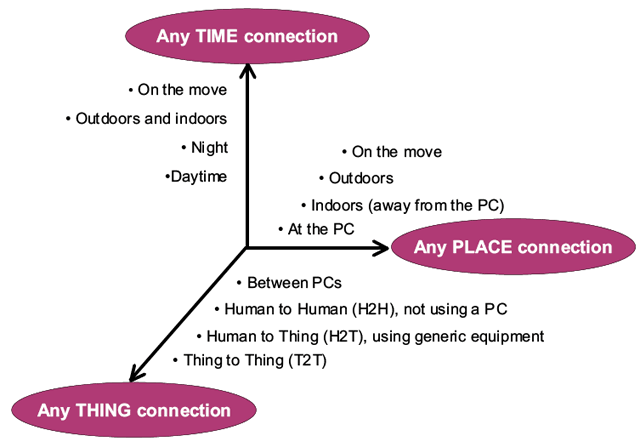 Any TIME connection
• On the move
• Outdoors and indoors
• Night
•Daytime
• On the move
• Outdoors
• Indoors (away from the PC)
• At the PC
Any PLACE connection
• Between PCs
• Human to Human (H2H), not using a PC
• Human to Thing (H2T), using generic equipment
• Thing to Thing (T2T)
Any THING connection